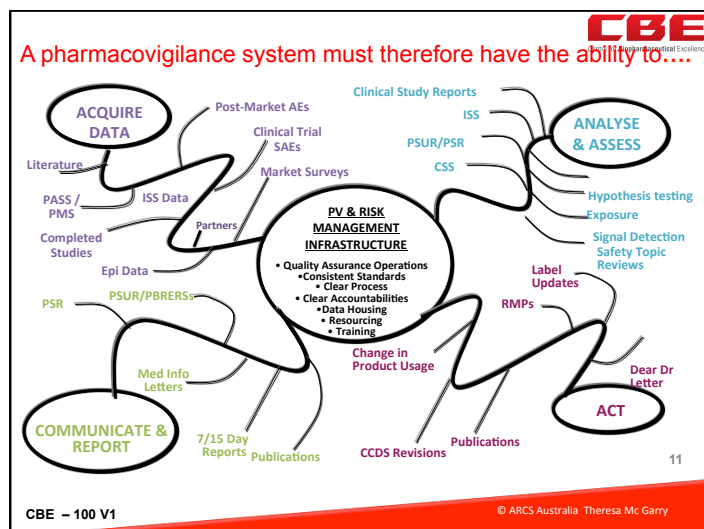 CBE
Centre for Biopharmaceutical Excellence
A pharmacovigilance system must therefore have the ability to....
ACQUIRE
DATA
Post-Market AEs
Clinical Trial
SAEs
Market Surveys
Literature
PASS /
PMS
ISS Data
Completed
Studies
Partners
Epi Data
Clinical Study Reports
ISS
PSUR/PSR
CSS
ANALYSE
& ASSESS
Hypothesis testing
Exposure
Signal Detection
Safety Topic
Reviews
PV & RISK
MANAGEMENT
INFRASTRUCTURE
• Quality Assurance Operations
•Consistent Standards
• Clear Process
• Clear Accountabilities
•Data Housing
• Resourcing
• Training
PSR
PSUR/PBRERSs
Med Info
Letters
COMMUNICATE &
REPORT
7/15 Day
Reports
Publications
Label
Updates
RMPs
Change in
Product Usage
Dear Dr
Letter
ACT
CCDS Revisions
Publications
11
CBE – 100 V1
© ARCS Australia Theresa Mc Garry